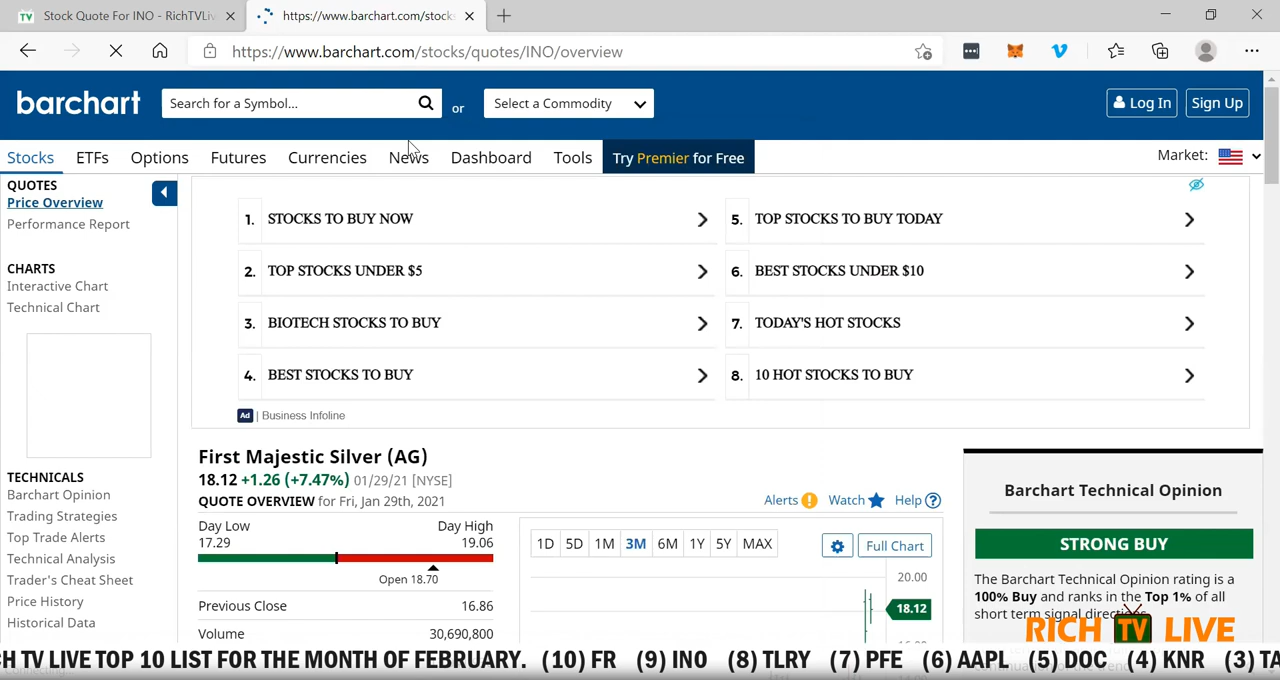 Stock Quote For INO - RichTVLi
https://www.barchart.com/stocks
https://www.barchart.com/stocks/quotes/INO/overview
barchart
Search for a Symbol...
or
Select a Commodity
Log In
Sign Up
Stocks
ETFs
Options
Futures
Currencies
News
Dashboard
Tools
Try Premier for Free
Market:
QUOTES
Price Overview
Performance Report
CHARTS
Interactive Chart
Technical Chart
TECHNICALS
Barchart Opinion
Trading Strategies
Top Trade Alerts
Technical Analysis
Trader's Cheat Sheet
Price History
Historical Data
1. STOCKS TO BUY NOW
2. TOP STOCKS UNDER $5
3. BIOTECH STOCKS TO BUY
4. BEST STOCKS TO BUY
5. TOP STOCKS TO BUY TODAY
6. BEST STOCKS UNDER $10
7. TODAY'S HOT STOCKS
8. 10 HOT STOCKS TO BUY
Ad | Business Infoline
First Majestic Silver (AG)
18.12 +1.26 (+7.47%) 01/29/21 [NYSE]
QUOTE OVERVIEW for Fri, Jan 29th, 2021
Alerts
Watch
Help
Day Low
Day High
17.29
19.06
Open 18.70
Previous Close 16.86
Volume 30,690,800
1D 5D 1M 3M 6M 1Y 5Y MAX
Full Chart
20.00
18.12
Barchart Technical Opinion
STRONG BUY
The Barchart Technical Opinion rating is a
100% Buy and ranks in the Top 1% of all
short term signal directions.
RICH TV LIVE
CH TV LIVE TOP 10 LIST FOR THE MONTH OF FEBRUARY. (10) FR (9) INO (8) TLRY (7) PFE (6) AAPL (5) DOC (4) KNR (3) TA